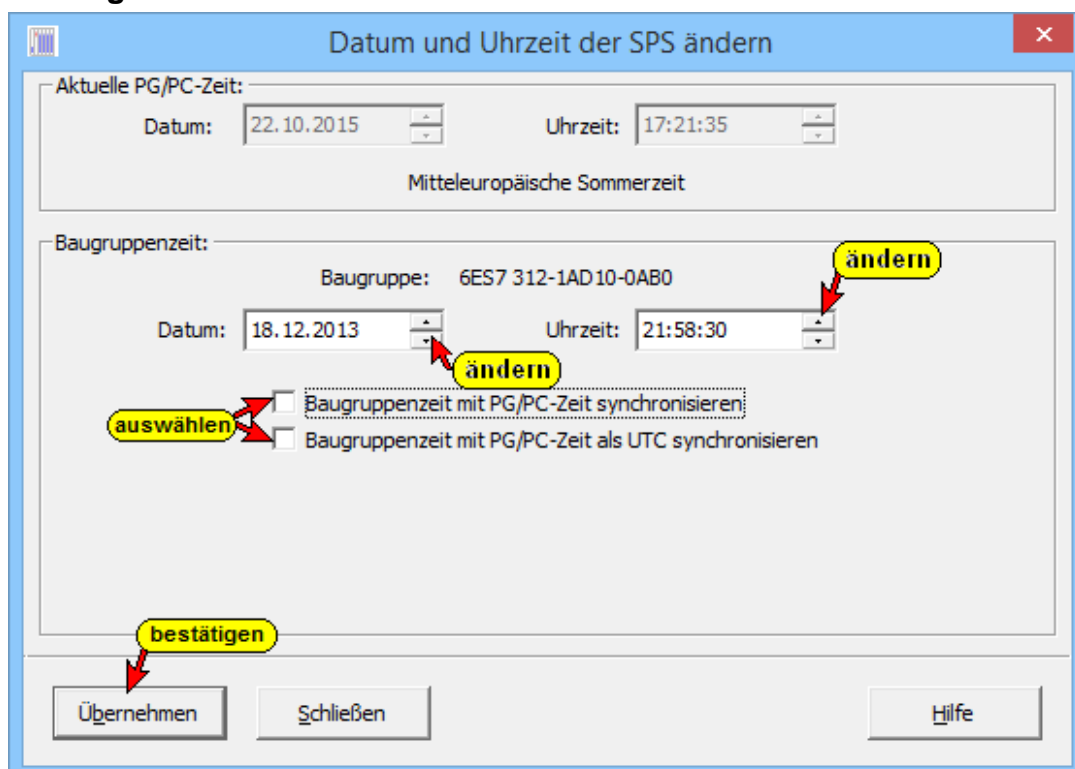 Datum und Uhrzeit der SPS ändern
Aktuelle PG/PC-Zeit:
Datum: 22.10.2015 Uhrzeit: 17:21:35
Mitteleuropäische Sommerzeit
Baugruppenzeit:
ändern
Baugruppe: 6ES7 312-1AD10-0AB0
Datum: 18.12.2013 Uhrzeit: 21:58:30
ändern
auswählen
Baugruppenzeit mit PG/PC-Zeit synchronisieren
Baugruppenzeit mit PG/PC-Zeit als UTC synchronisieren
bestätigen
Übernehmen Schließen Hilfe